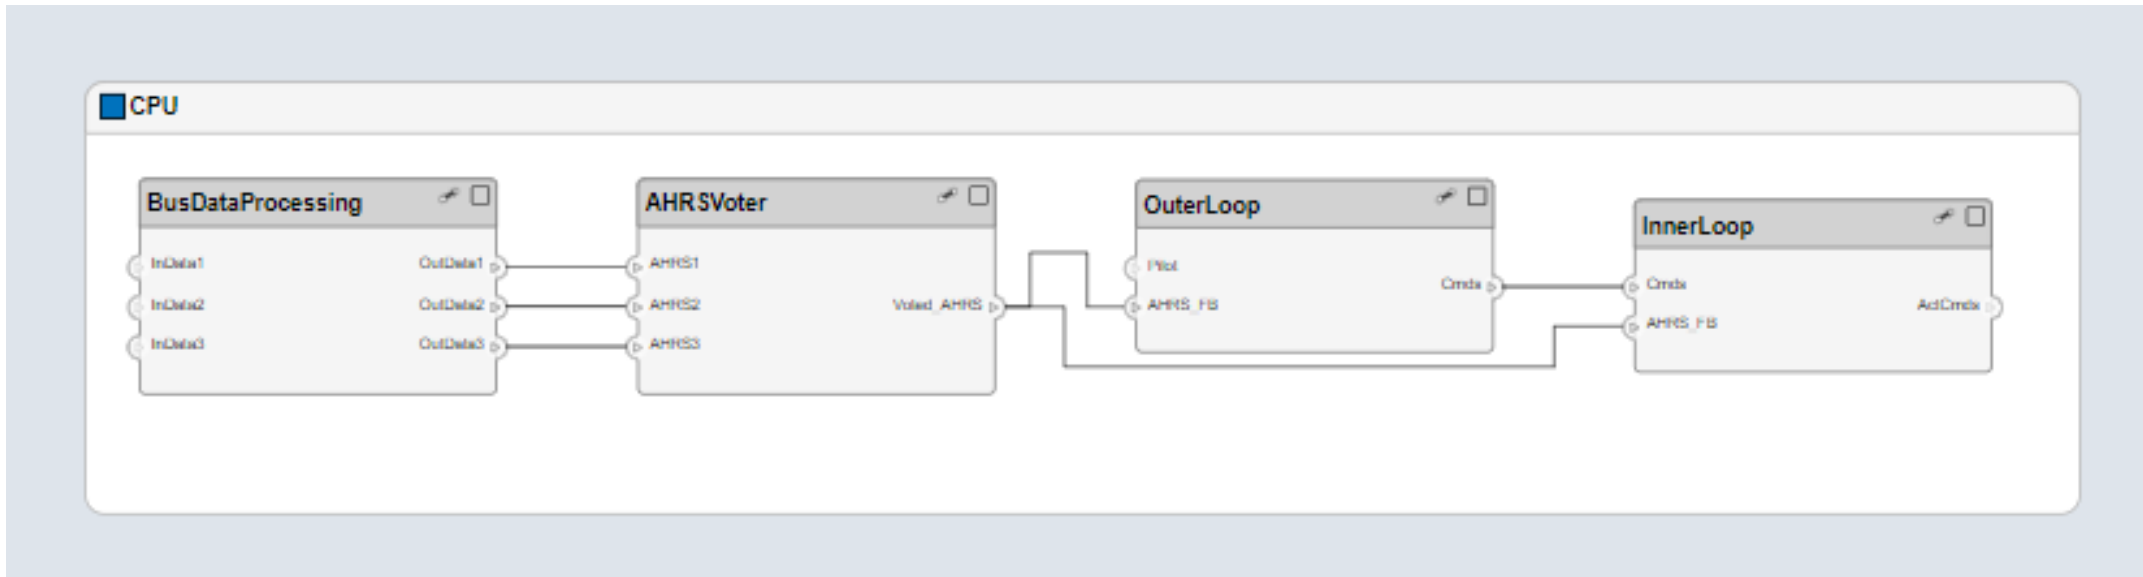 CPU
BusDataProcessing
InData1
OutData1
InData2
OutData2
InData3
OutData3
AHRSVoter
AHRS1
AHRS2
Voted_AHRS
AHRS3
OuterLoop
Pilot
Cmds
AHRS_FB
InnerLoop
Cmds
ActCmds
AHRS_FB